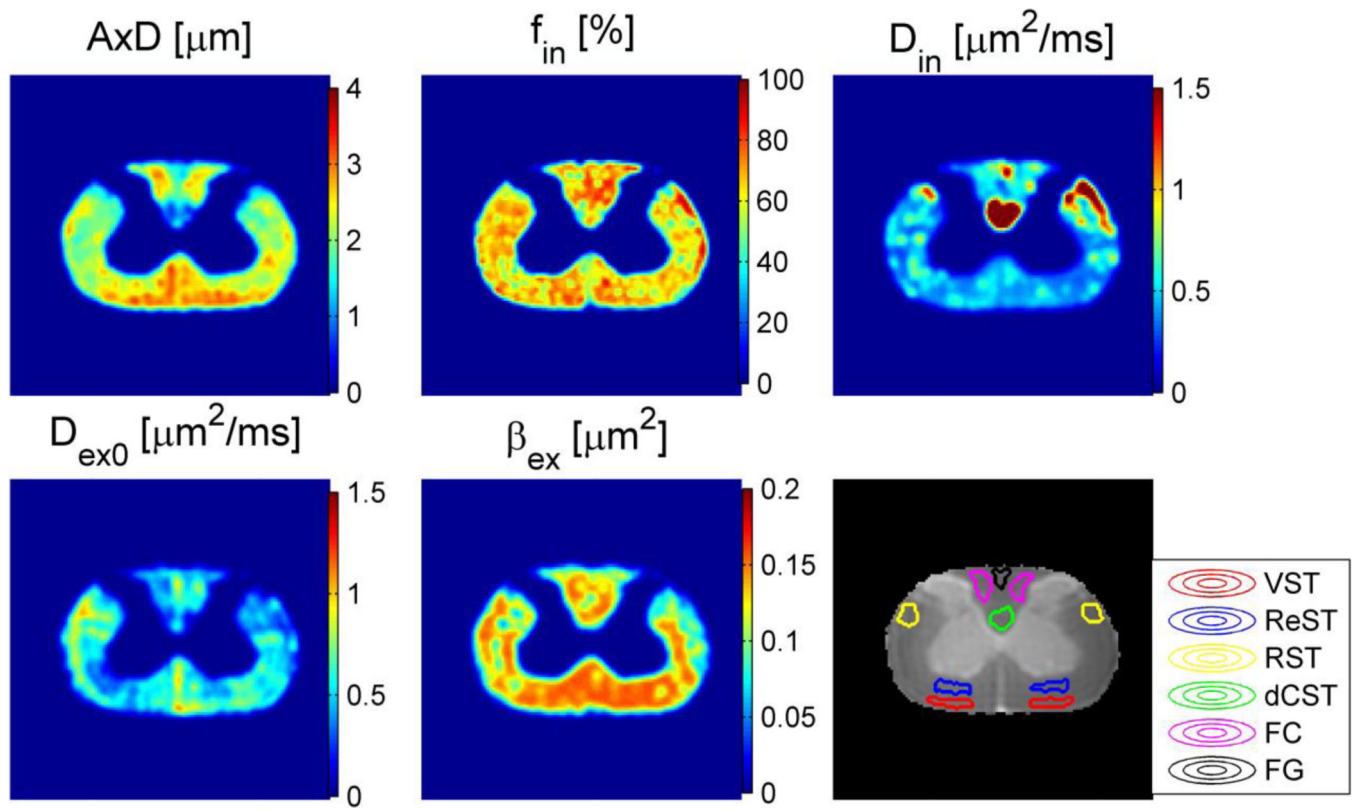 AxD [μm]
4
3
2
1
0
f_in [%]
100
80
60
40
20
0
D_in [μm²/ms]
1.5
1
0.5
0
D_ex0 [μm²/ms]
1.5
1
0.5
0
β_ex [μm²]
0.2
0.15
0.1
0.05
0
VST
ReST
RST
dCST
FC
FG